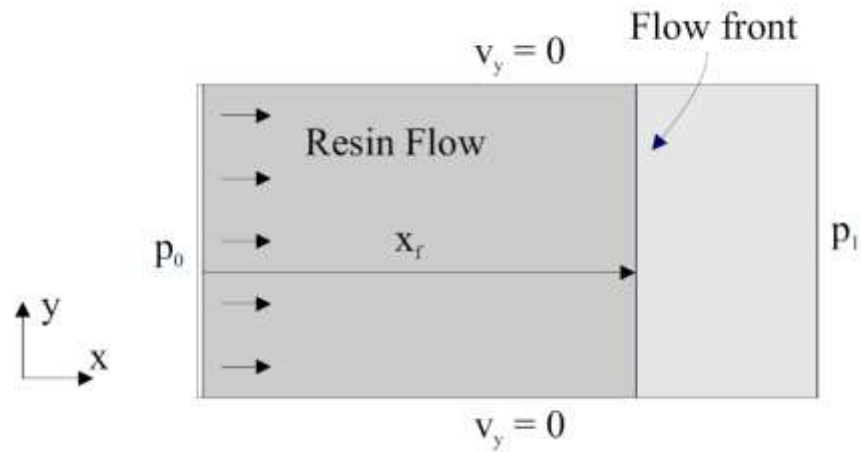 Flow front
v_y = 0
Resin Flow
x_f
p_0
p_1
y
x
v_y = 0